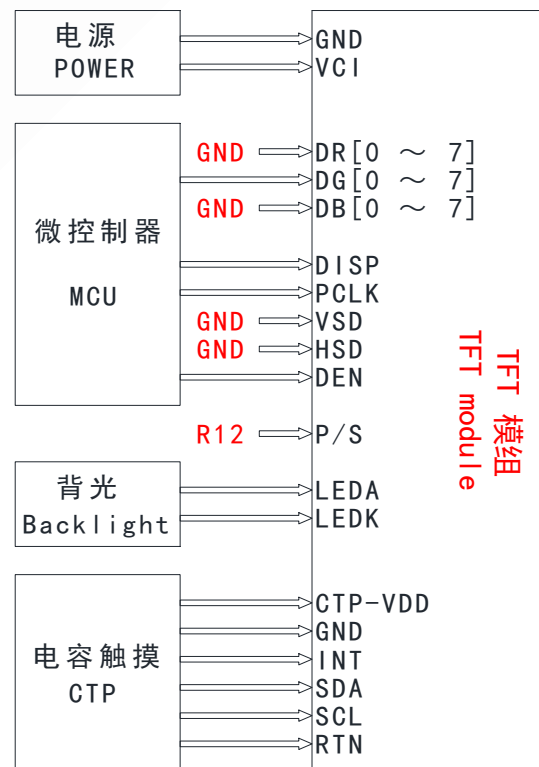 电源
POWER
GND
VCI
微控制器
MCU
GND DR[0 ～ 7]
DG[0 ～ 7]
GND DB[0 ～ 7]
DISP
PCLK
GND VSD
GND HSD
DEN
R12 P/S
背光
Backlight
LEDA
LEDK
电容触摸
CTP
CTP-VDD
GND
INT
SDA
SCL
RTN
TFT 模组
TFT module